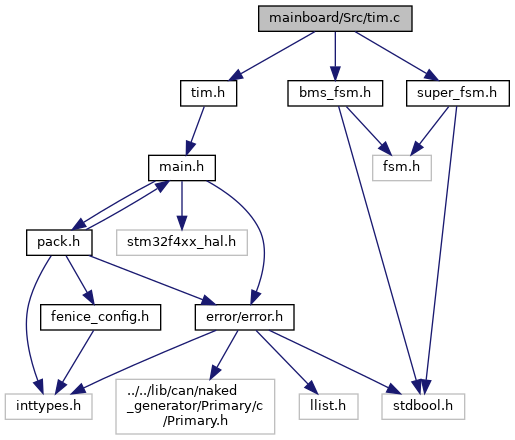 mainboard/Src/tim.c
tim.h
bms_fsm.h
super_fsm.h
main.h
fsm.h
pack.h
stm32f4xx_hal.h
fenice_config.h
error/error.h
inttypes.h
../../lib/can/naked
_generator/Primary/c
/Primary.h
llist.h
stdbool.h